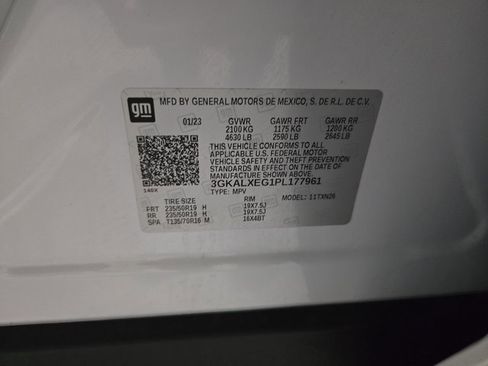 gm
MFD BY GENERAL MOTORS DE MEXICO, S. DE R.L. DE C.V.
01/23 GVWR GAWR FRT GAWR RR
2100 KG 1175 KG 1200 KG
4630 LB 2590 LB 2645 LB
THIS VEHICLE CONFORMS TO ALL
APPLICABLE U.S. FEDERAL MOTOR
VEHICLE SAFETY AND THEFT PREVENTION
STANDARDS IN EFFECT ON THE DATE OF
MANUFACTURE SHOWN ABOVE.
3GKALXEG1PL177961
TYPE: MPV MODEL: 11TXN26
148X
TIRE SIZE RIM
FRT 235/50R19 H 19X7.5J
RR 235/50R19 H 19X7.5J
SPA T135/70R16 M 16X4BT